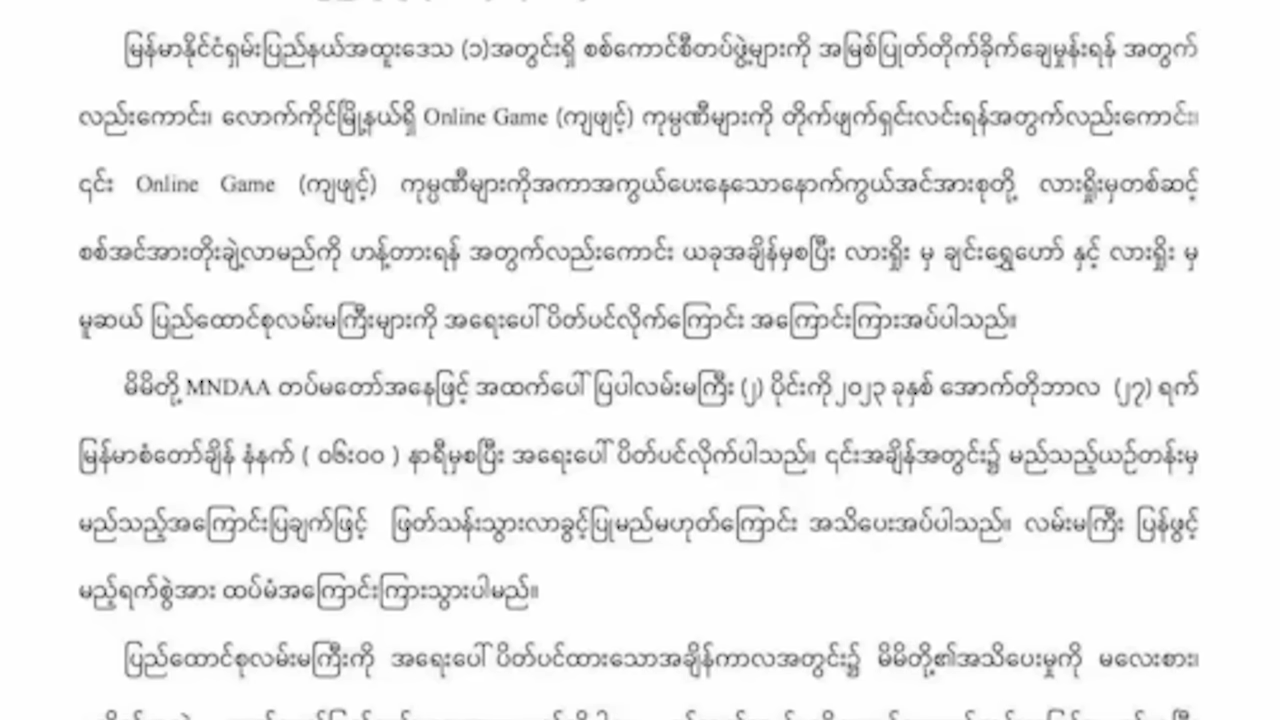 မြန်မာနိုင်ငံရှမ်းပြည်နယ်အထူးဒေသ (၁)အတွင်းရှိ စစ်ကောင်စီတပ်ဖွဲ့များကို အမြစ်ပြုတ်တိုက်ခိုက်ချေမှုန်းရန် အတွက်
လည်းကောင်း၊ လောက်ကိုင်မြို့နယ်ရှိ Online Game (ကျဖျင့်) ကုမ္ပဏီများကို တိုက်ဖျက်ရှင်းလင်းရန်အတွက်လည်းကောင်း၊
၎င်း Online Game (ကျဖျင့်) ကုမ္ပဏီများကိုအကာအကွယ်ပေးနေသောနောက်ကွယ်အင်အားစုတို့ လားရှိုးမှတစ်ဆင့်
စစ်အင်အားတိုးချဲ့လာမည်ကို ဟန့်တားရန် အတွက်လည်းကောင်း ယခုအချိန်မှစပြီး လားရှိုး မှ ချင်းရွှေဟော် နှင့် လားရှိုး မှ
မူဆယ် ပြည်ထောင်စုလမ်းမကြီးများကို အရေးပေါ် ပိတ်ပင်လိုက်ကြောင်း အကြောင်းကြားအပ်ပါသည်။
မိမိတို့ MNDAA တပ်မတော်အနေဖြင့် အထက်ပေါ် ပြပါလမ်းမကြီး (၂) ပိုင်းကို၂၀၂၃ ခုနှစ် အောက်တိုဘာလ (၂၇) ရက်
မြန်မာစံတော်ချိန် နံနက် ( ၀၆း၀၀ ) နာရီမှစပြီး အရေးပေါ် ပိတ်ပင်လိုက်ပါသည်။ ၎င်းအချိန်အတွင်း၌ မည်သည့်ယဉ်တန်းမှ
မည်သည့်အကြောင်းပြချက်ဖြင့် ဖြတ်သန်းသွားလာခွင့်ပြုမည်မဟုတ်ကြောင်း အသိပေးအပ်ပါသည်။ လမ်းမကြီး ပြန်ဖွင့်
မည့်ရက်စွဲအား ထပ်မံအကြောင်းကြားသွားပါမည်။
ပြည်ထောင်စုလမ်းမကြီးကို အရေးပေါ် ပိတ်ပင်ထားသောအချိန်ကာလအတွင်း၌ မိမိတို့၏အသိပေးမှုကို မလေးစား၊